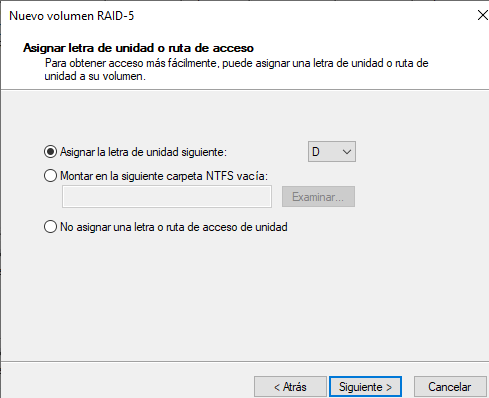 Nuevo volumen RAID-5
Asignar letra de unidad o ruta de acceso
Para obtener acceso más fácilmente, puede asignar una letra de unidad o ruta de
unidad a su volumen.
Asignar la letra de unidad siguiente:
D
Montar en la siguiente carpeta NTFS vacía:
Examinar...
No asignar una letra o ruta de acceso de unidad
< Atrás
Siguiente >
Cancelar